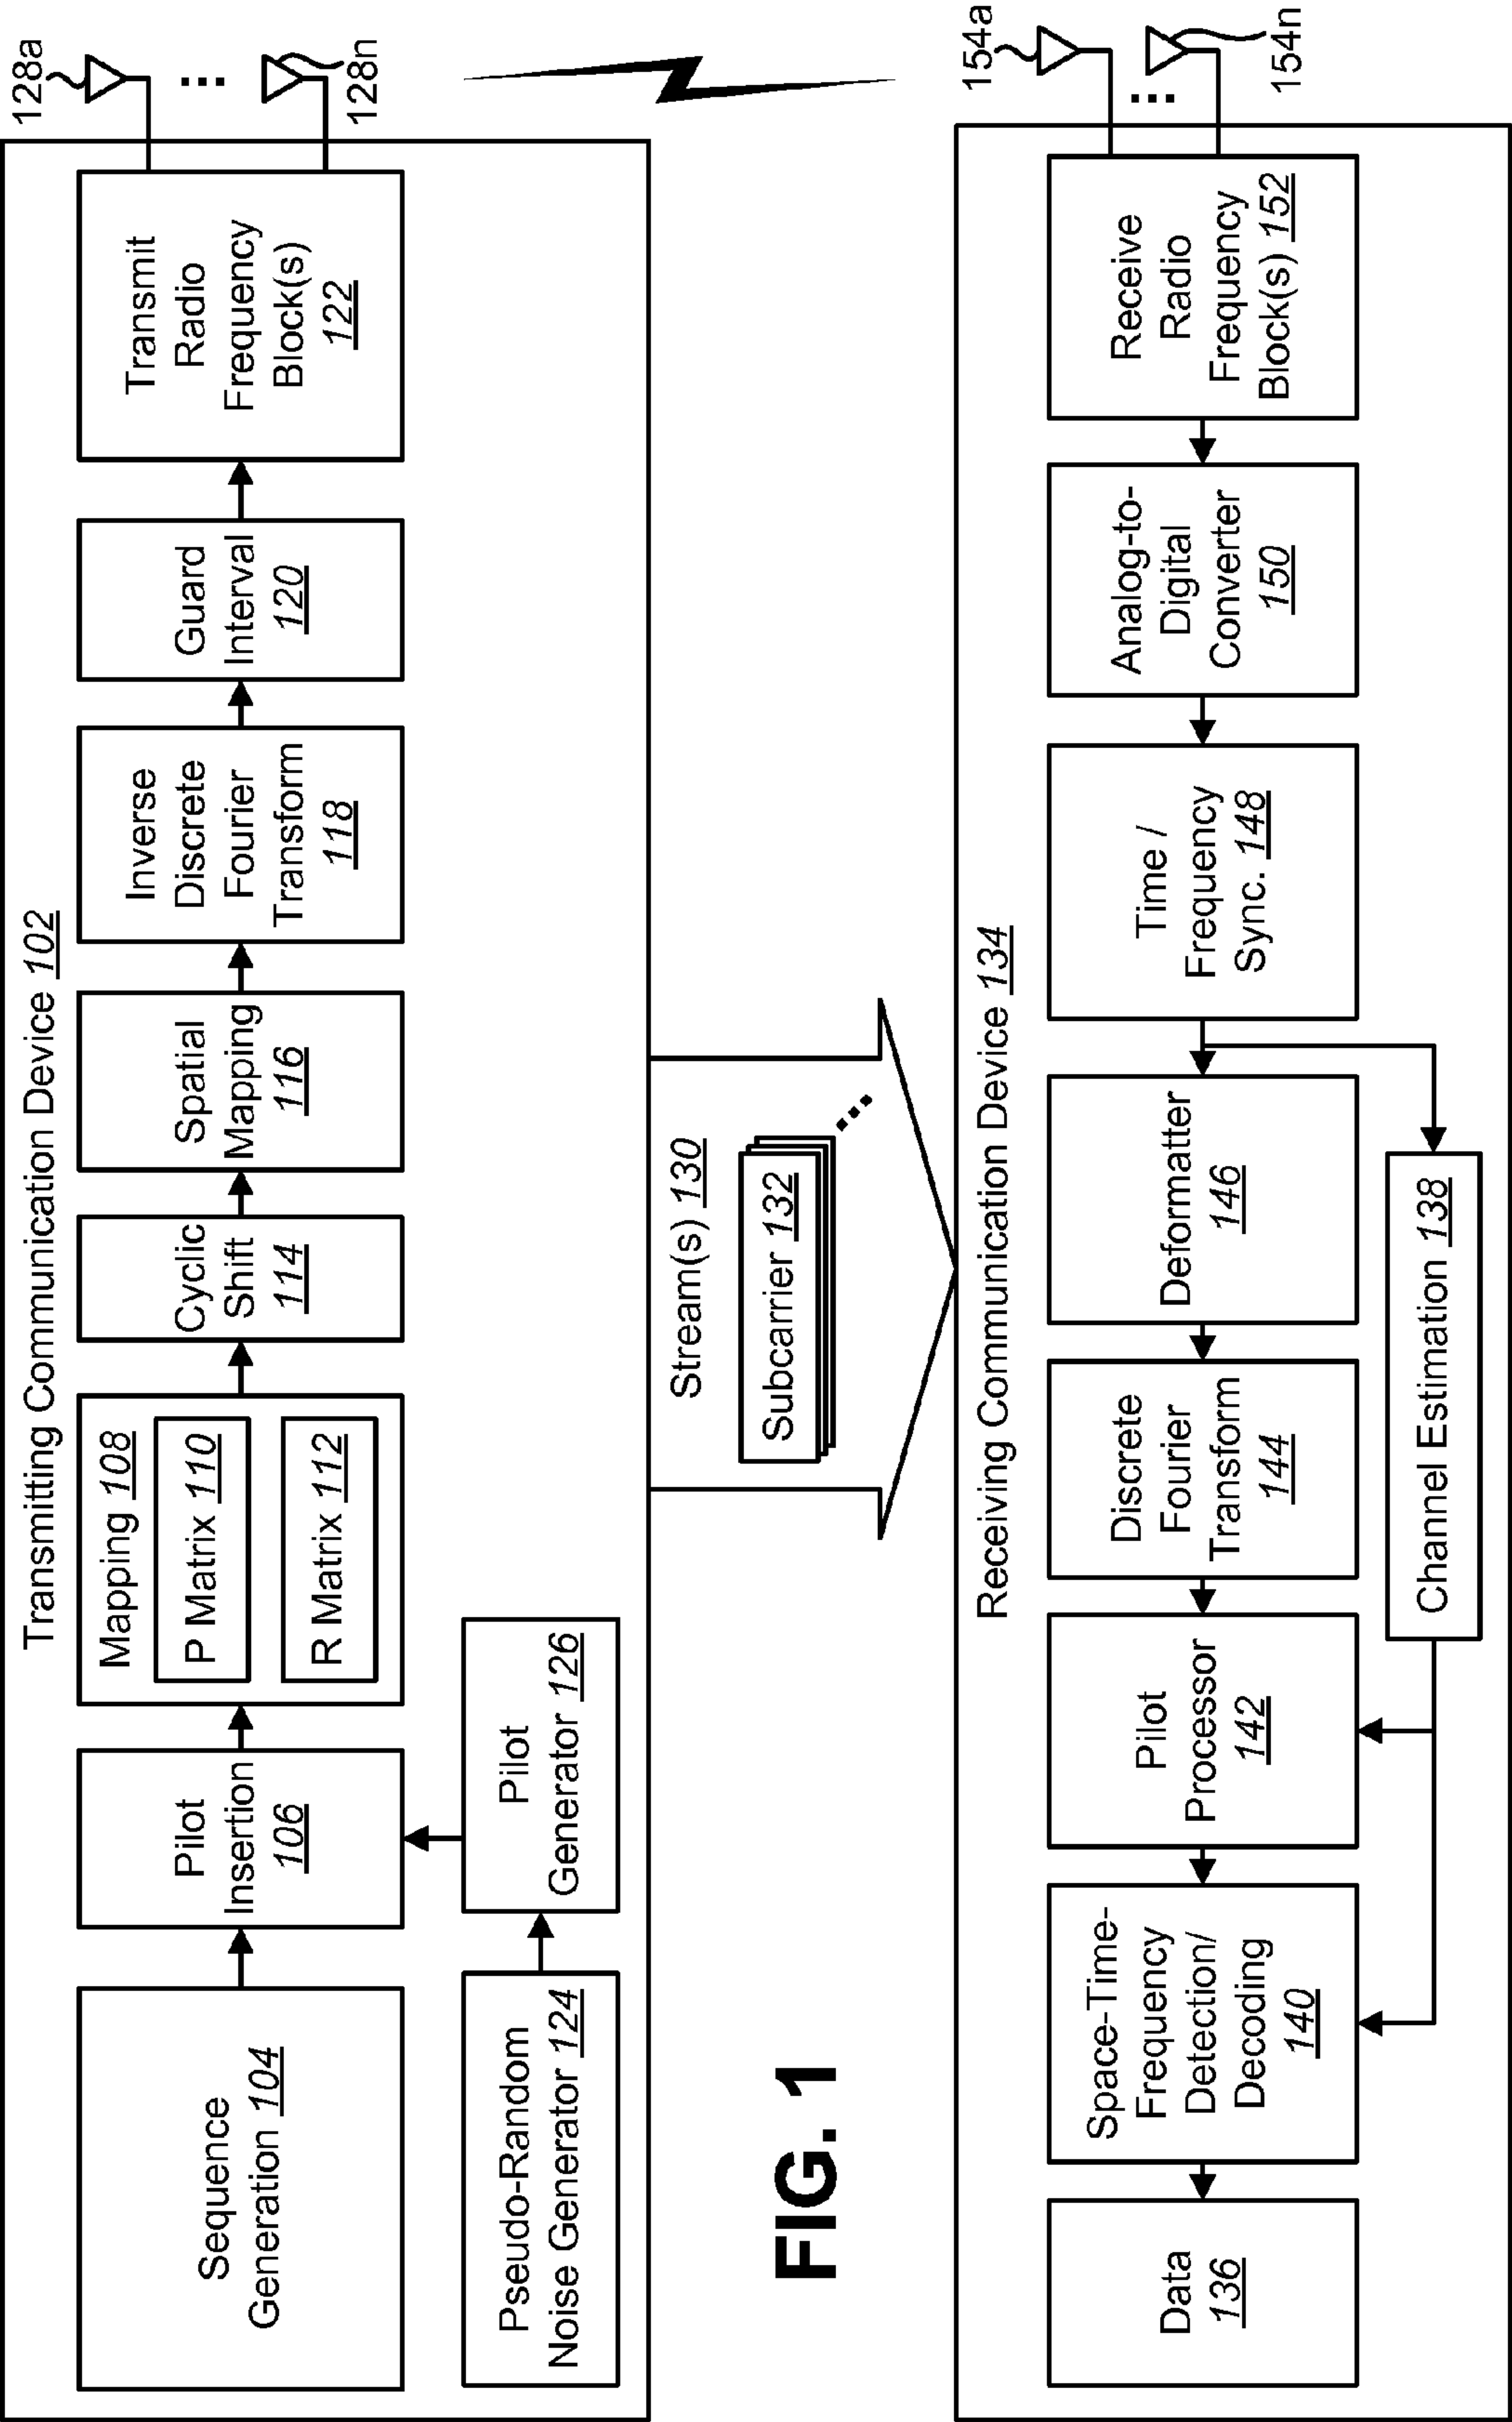 Transmitting Communication Device 102
Sequence
Generation 104
Pilot
Insertion
106
Mapping 108
P Matrix 110
R Matrix 112
Cyclic
Shift
114
Spatial
Mapping
116
Inverse
Discrete
Fourier
Transform
118
Guard
Interval
120
Transmit
Radio
Frequency
Block(s)
122
128a
...
128n
Pseudo-Random
Noise Generator 124
Pilot
Generator 126
Stream(s) 130
Subcarrier 132
...
FIG. 1
Receiving Communication Device 134
Data
136
Space-Time-
Frequency
Detection/
Decoding
140
Pilot
Processor
142
Discrete
Fourier
Transform
144
Deformatter
146
Time /
Frequency
Sync. 148
Analog-to-
Digital
Converter
150
Receive
Radio
Frequency
Block(s) 152
154a
...
154n
Channel Estimation 138